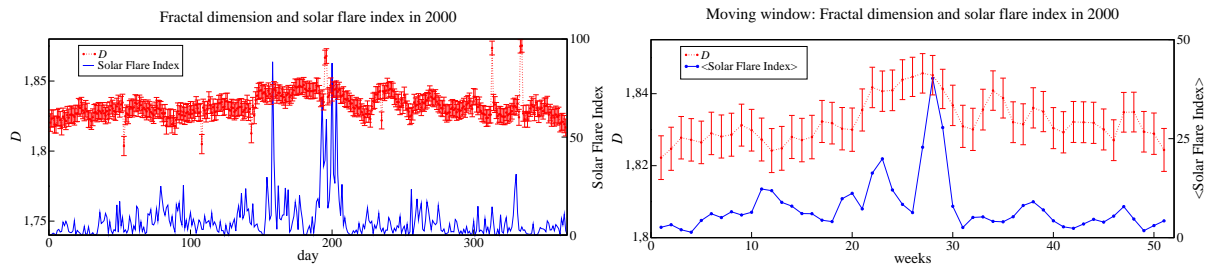 Fractal dimension and solar flare index in 2000
D
Solar Flare Index
1,85
1,8
1,75
D
100
50
0
Solar Flare Index
0
100
200
300
day
Moving window: Fractal dimension and solar flare index in 2000
D
<Solar Flare Index>
1,84
1,82
1,8
D
50
25
0
<Solar Flare Index>
0
10
20
30
40
50
weeks